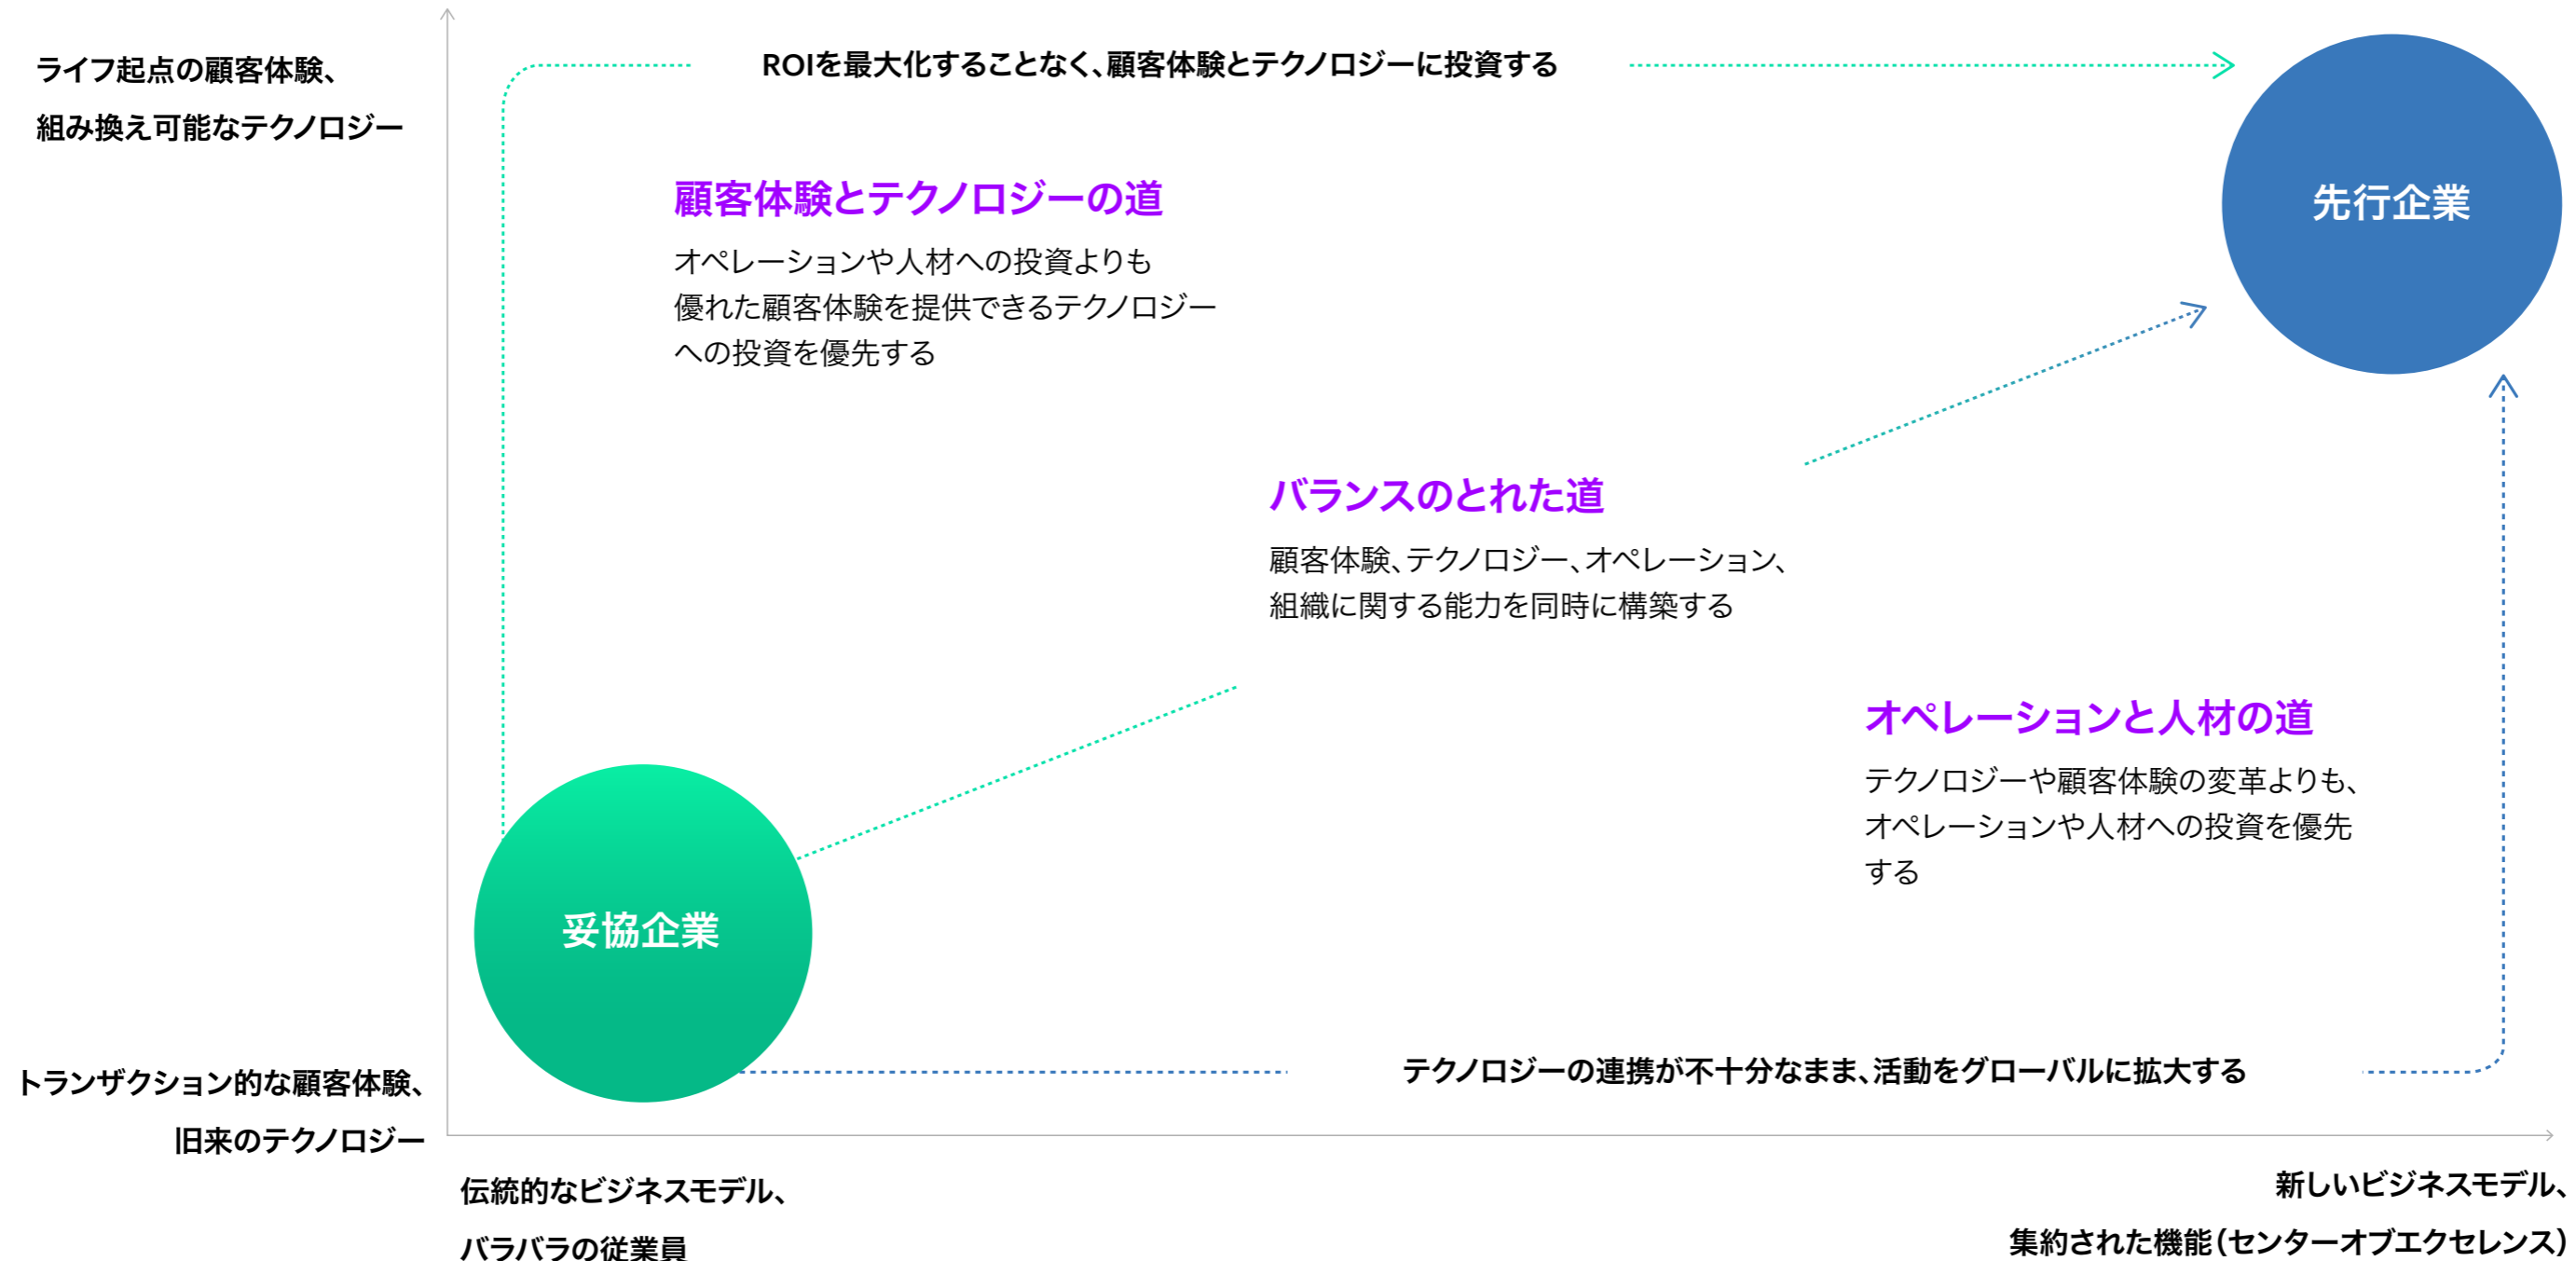 ライフ起点の顧客体験、
組み換え可能なテクノロジー
ROIを最大化することなく、顧客体験とテクノロジーに投資する
顧客体験とテクノロジーの道
オペレーションや人材への投資よりも
優れた顧客体験を提供できるテクノロジー
への投資を優先する
先行企業
バランスのとれた道
顧客体験、テクノロジー、オペレーション、
組織に関する能力を同時に構築する
オペレーションと人材の道
テクノロジーや顧客体験の変革よりも、
オペレーションや人材への投資を優先
する
妥協企業
テクノロジーの連携が不十分なまま、活動をグローバルに拡大する
トランザクション的な顧客体験、
旧来のテクノロジー
伝統的なビジネスモデル、
バラバラの従業員
新しいビジネスモデル、
集約された機能(センターオブエクセレンス)